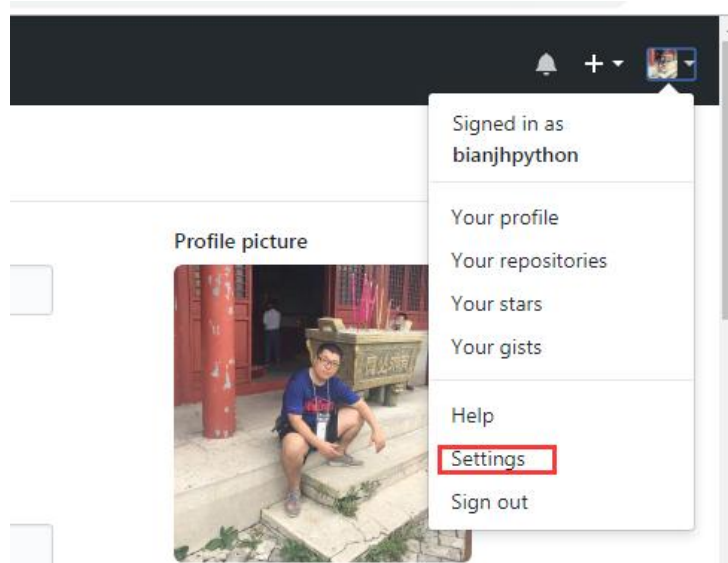 Signed in as
bianjhpython
Your profile
Profile picture
Your repositories
Your stars
Your gists
Help
Settings
Sign out